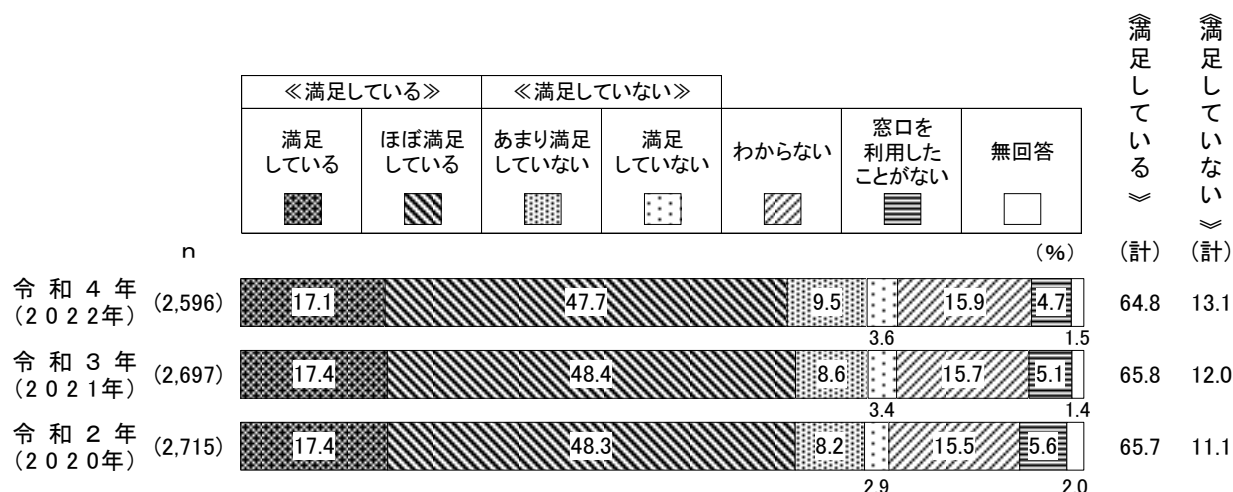 ≪満足している≫ ≪満足していない≫
満足
している
ほぼ満足
している
あまり満足
していない
満足
していない
わからない
窓口を
利用した
ことがない
無回答
≪満足している≫
(計)
≪満足していない≫
(計)
n
(%)
令和4年
(2022年)
(2,596) 17.1 47.7 9.5 3.6 15.9 4.7 1.5 64.8 13.1
令和3年
(2021年)
(2,697) 17.4 48.4 8.6 3.4 15.7 5.1 1.4 65.8 12.0
令和2年
(2020年)
(2,715) 17.4 48.3 8.2 2.9 15.5 5.6 2.0 65.7 11.1